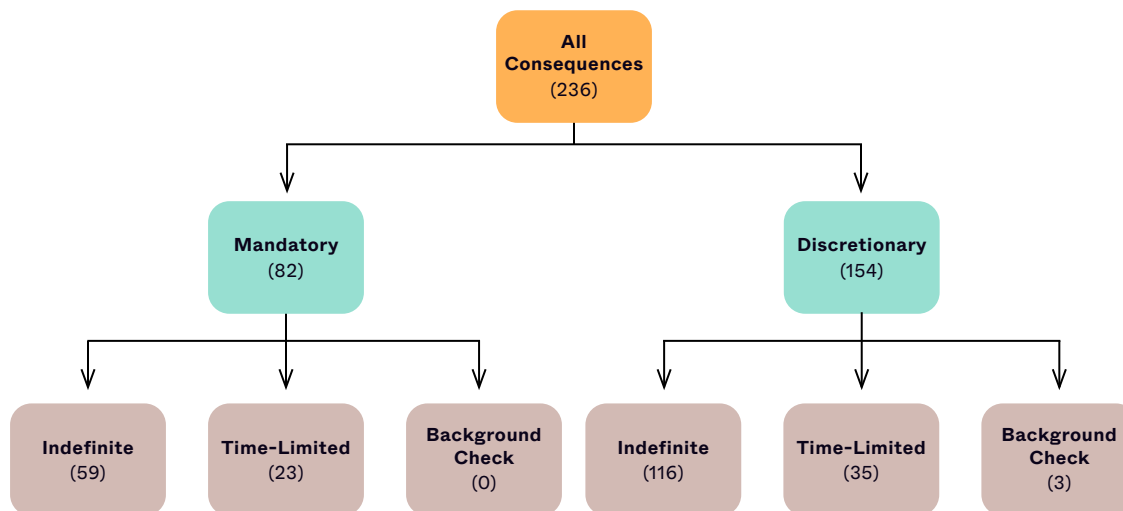 All
Consequences
(236)
Mandatory
(82)
Discretionary
(154)
Indefinite
(59)
Time-Limited
(23)
Background
Check
(0)
Indefinite
(116)
Time-Limited
(35)
Background
Check
(3)